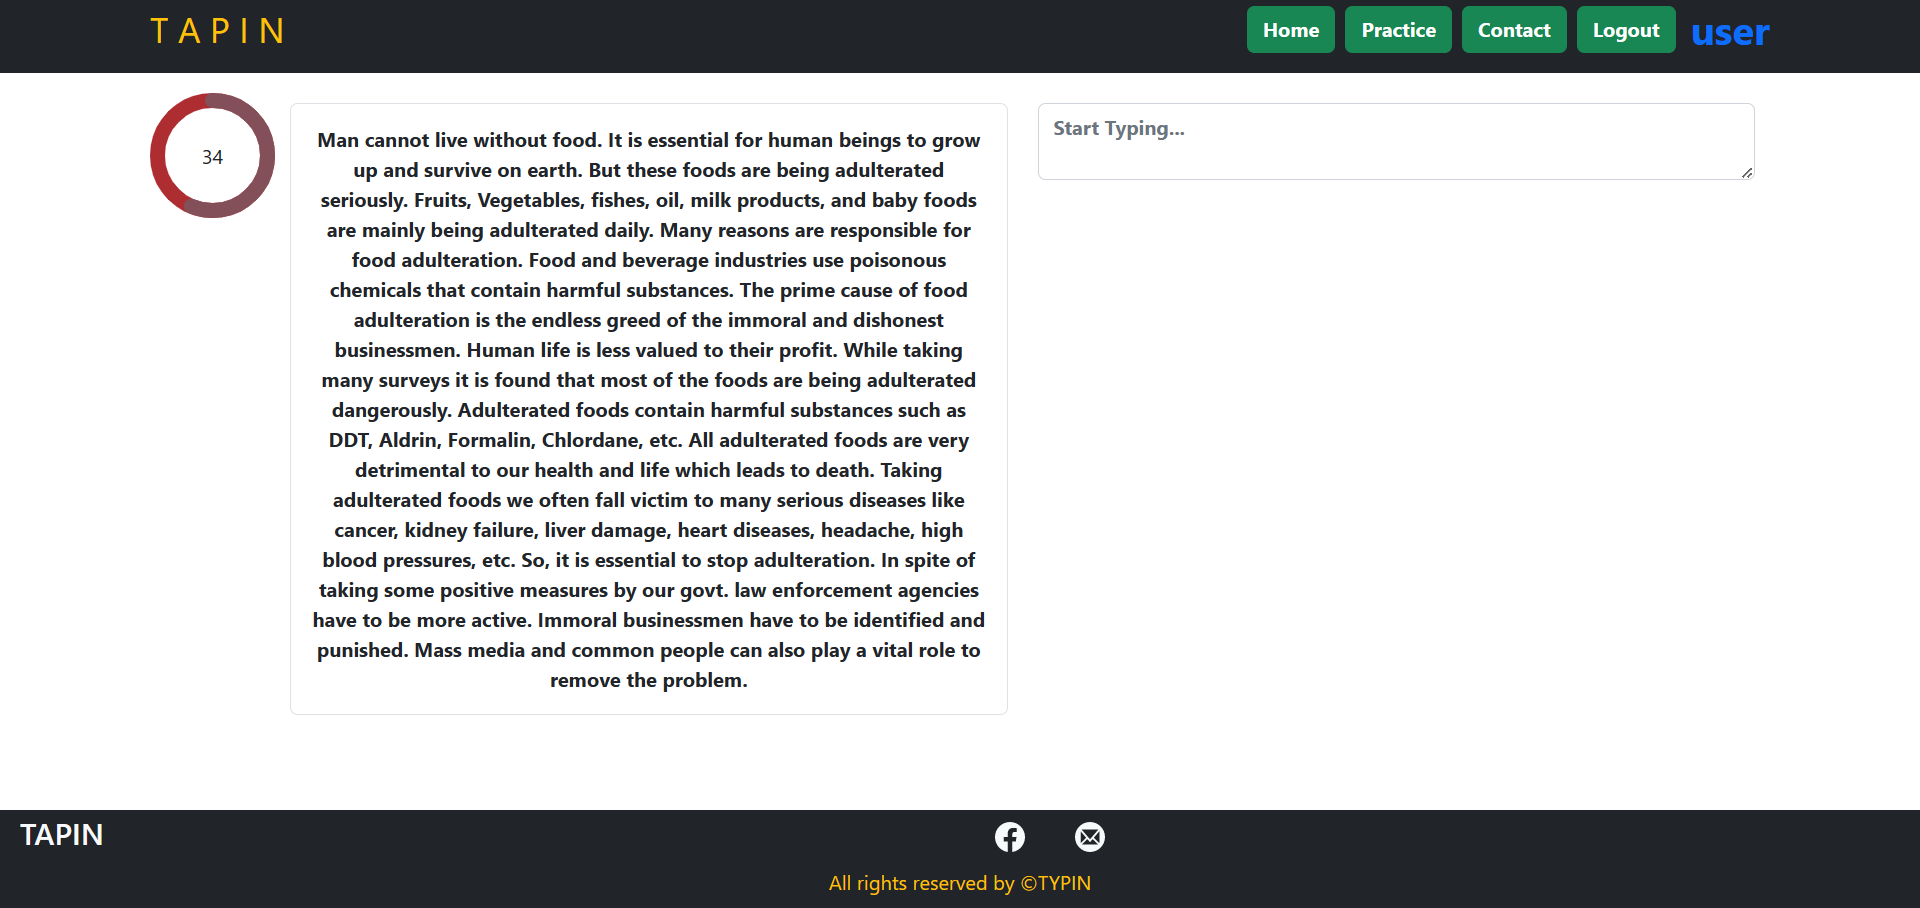 TAPIN
Home Practice Contact Logout user
34
Man cannot live without food. It is essential for human beings to grow
up and survive on earth. But these foods are being adulterated
seriously. Fruits, Vegetables, fishes, oil, milk products, and baby foods
are mainly being adulterated daily. Many reasons are responsible for
food adulteration. Food and beverage industries use poisonous
chemicals that contain harmful substances. The prime cause of food
adulteration is the endless greed of the immoral and dishonest
businessmen. Human life is less valued to their profit. While taking
many surveys it is found that most of the foods are being adulterated
dangerously. Adulterated foods contain harmful substances such as
DDT, Aldrin, Formalin, Chlordane, etc. All adulterated foods are very
detrimental to our health and life which leads to death. Taking
adulterated foods we often fall victim to many serious diseases like
cancer, kidney failure, liver damage, heart diseases, headache, high
blood pressures, etc. So, it is essential to stop adulteration. In spite of
taking some positive measures by our govt. law enforcement agencies
have to be more active. Immoral businessmen have to be identified and
punished. Mass media and common people can also play a vital role to
remove the problem.
Start Typing...
TAPIN
All rights reserved by ©TYPIN